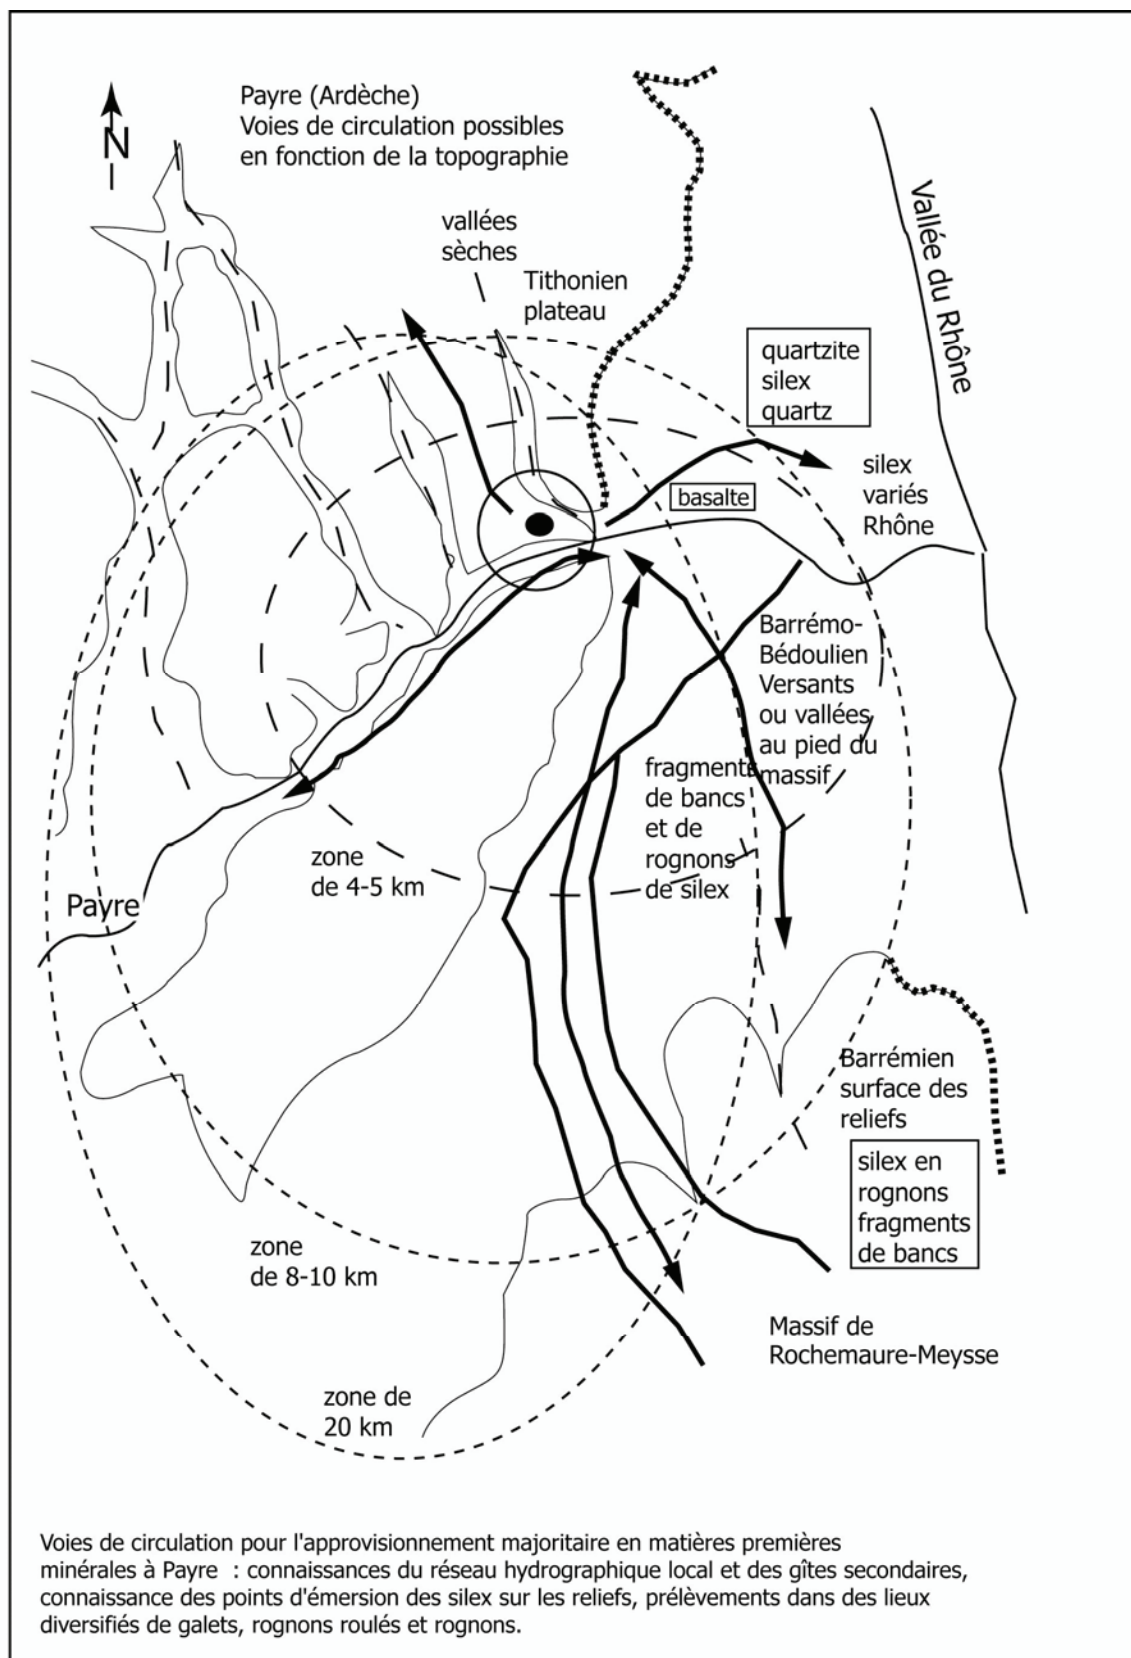 N
Payre (Ardèche)
Voies de circulation possibles
en fonction de la topographie
vallées
sèches
Tithonien
plateau
Vallée du Rhône
quartzite
silex
quartz
silex
variés
Rhône
basalte
Barrémo-
Bédoulien
Versants
ou vallées
au pied du
massif
fragments
de bancs
et de
rognons
de silex
zone
de 4-5 km
Payre
Barrémien
surface des
reliefs
silex en
rognons
fragments
de bancs
zone
de 8-10 km
Massif de
Rochemaure-Meysse
zone de
20 km
Voies de circulation pour l'approvisionnement majoritaire en matières premières
minérales à Payre : connaissances du réseau hydrographique local et des gîtes secondaires,
connaissance des points d'émersion des silex sur les reliefs, prélèvements dans des lieux
diversifiés de galets, rognons roulés et rognons.